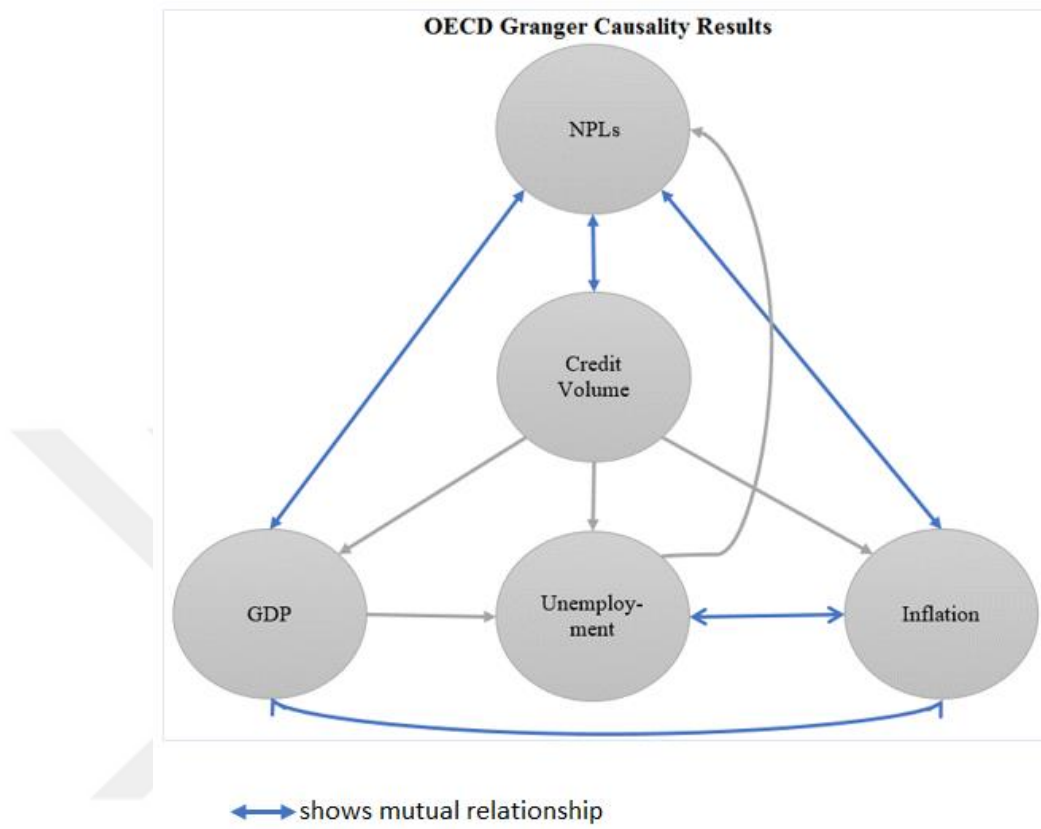 OECD Granger Causality Results
NPLs
Credit
Volume
GDP
Unemploy-
ment
Inflation
shows mutual relationship